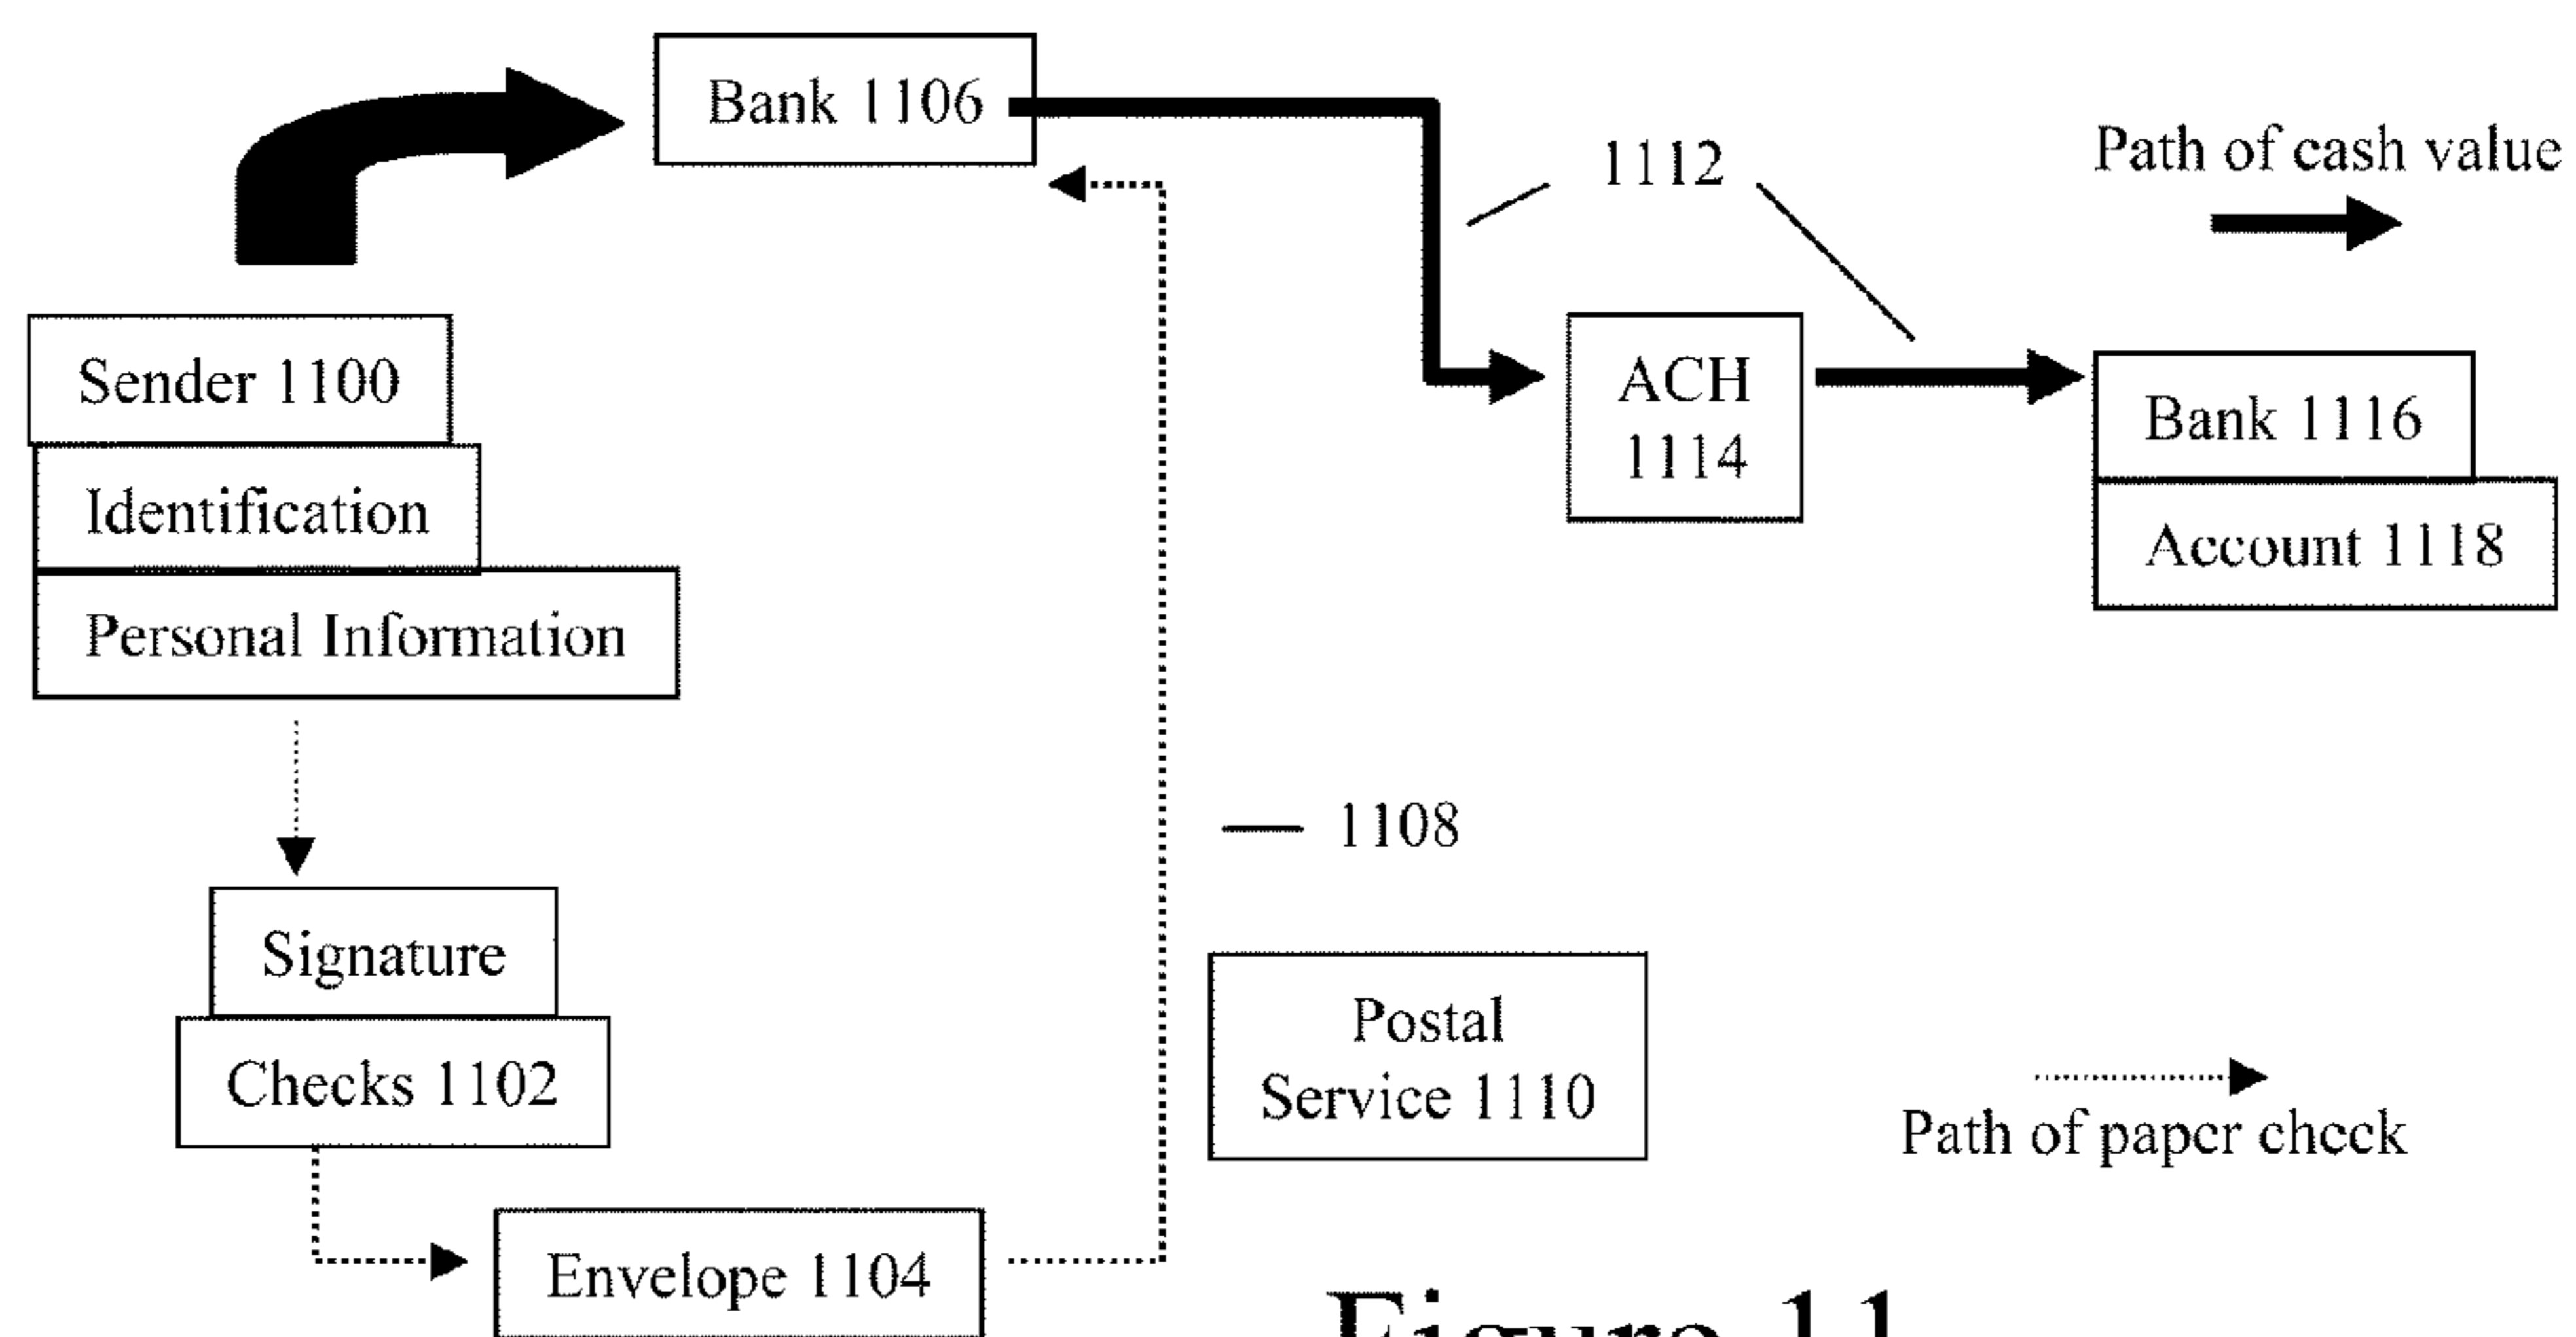 Bank 1106
1112
Path of cash value
Sender 1100
Identification
Personal Information
ACH
1114
Bank 1116
Account 1118
1108
Signature
Checks 1102
Postal
Service 1110
Path of paper check
Envelope 1104
Figure 11